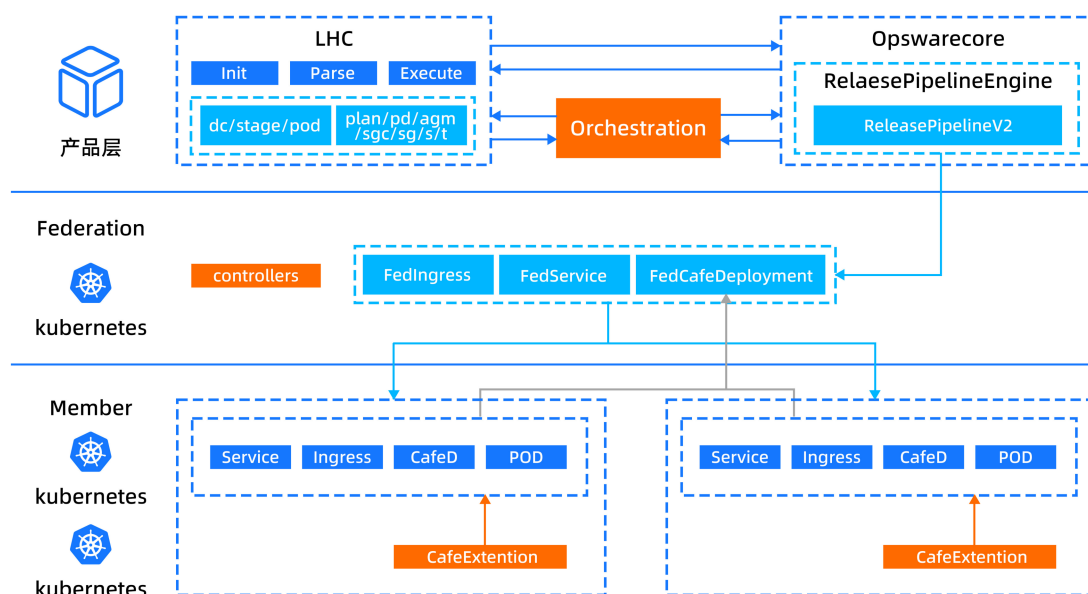 LHC
Init
Parse
Execute
dc/stage/pod
plan/pd/agm
/sgc/sg/s/t
Orchestration
Opswarecore
RelaesePipelineEngine
ReleasePipelineV2
产品层
Federation
kubernetes
controllers
FedIngress
FedService
FedCafeDeployment
Member
kubernetes
kubernetes
Service
Ingress
CafeD
POD
CafeExtention
Service
Ingress
CafeD
POD
CafeExtention